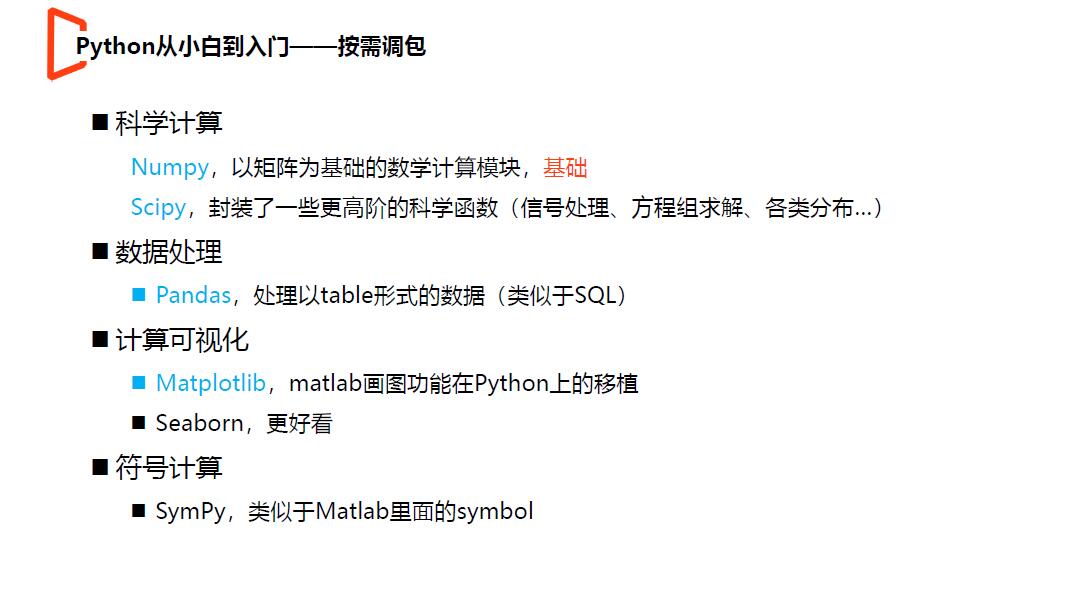 Python从小白到入门——按需调包
■ 科学计算
Numpy，以矩阵为基础的数学计算模块，基础
Scipy，封装了一些更高阶的科学函数（信号处理、方程组求解、各类分布…）
■ 数据处理
■ Pandas，处理以table形式的数据（类似于SQL）
■ 计算可视化
■ Matplotlib，matlab画图功能在Python上的移植
■ Seaborn，更好看
■ 符号计算
■ SymPy，类似于Matlab里面的symbol